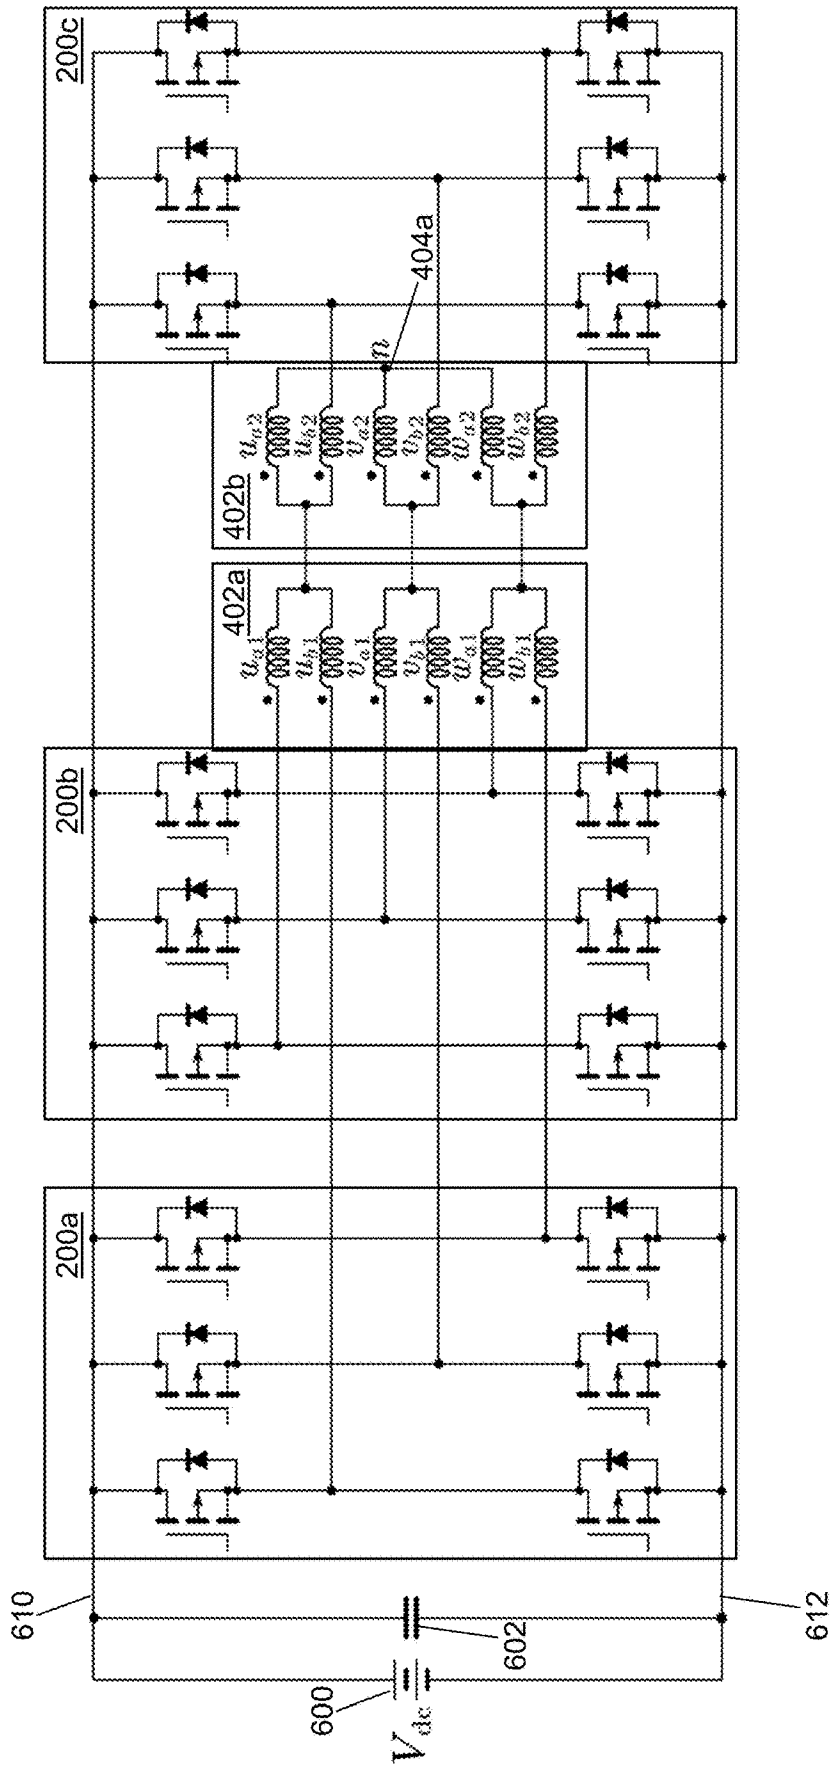 610
200a 200b 200c
402a 402b
u_a1 u_a2
u_b1 u_b2
600
v_a1 v_a2
n
V_dc
v_b1 v_b2
404a
w_a1 w_a2
602
w_b1 w_b2
612